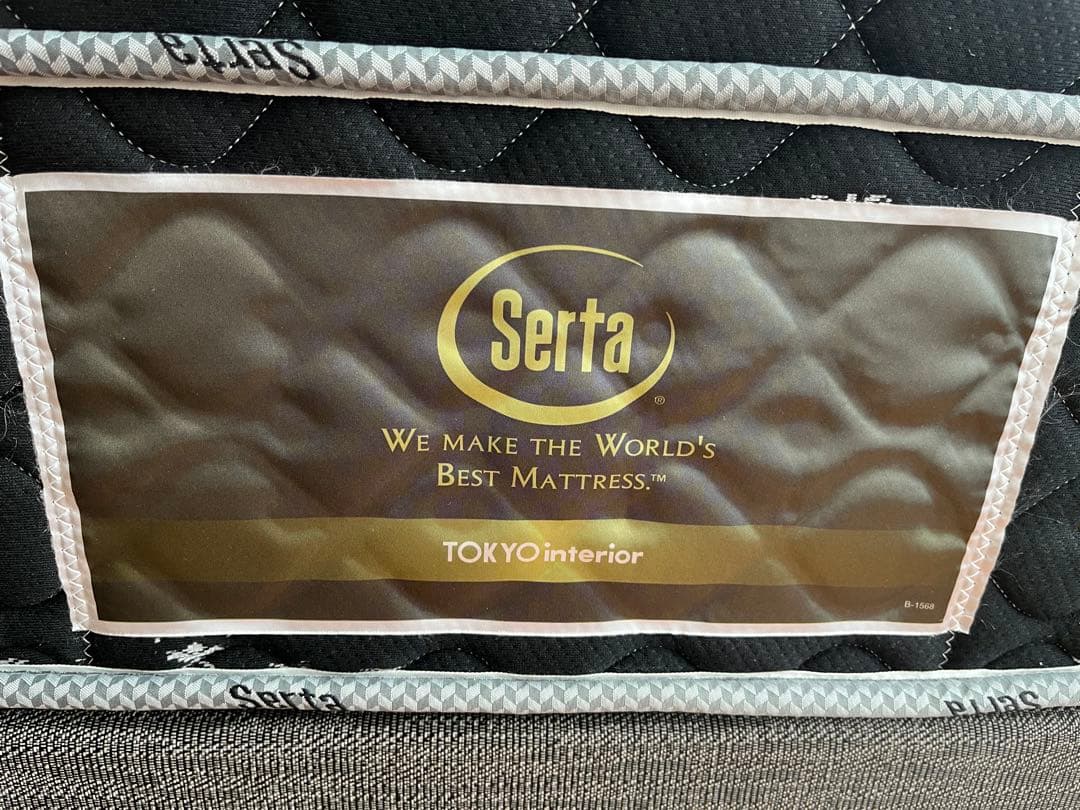 Serta
Serta
®
WE MAKE THE WORLD'S
BEST MATTRESS.™
TOKYO interior
B-1568
Serta
Serta